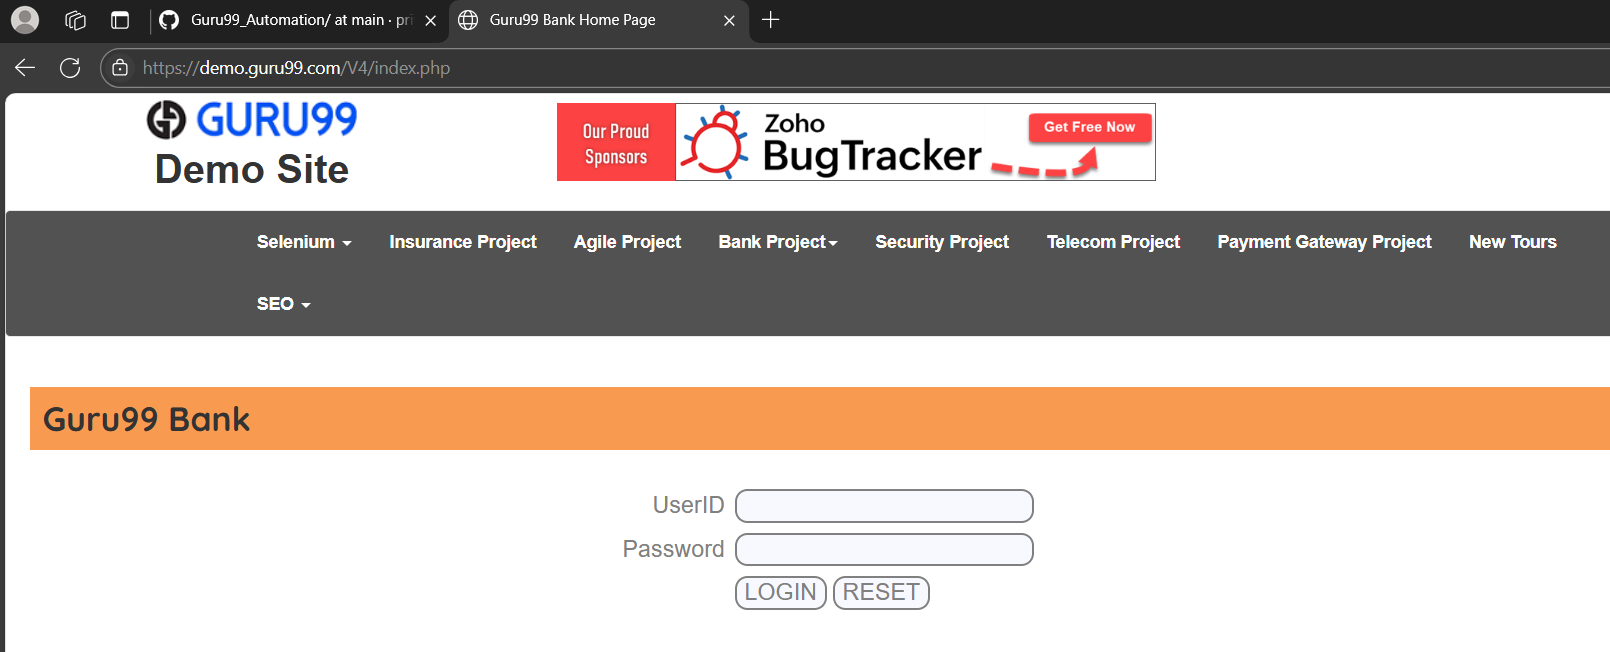 Guru99_Automation/ at main · pri
Guru99 Bank Home Page
https://demo.guru99.com/V4/index.php
GURU99
Demo Site
Our Proud
Sponsors
Zoho
BugTracker
Get Free Now
Selenium
Insurance Project
Agile Project
Bank Project
Security Project
Telecom Project
Payment Gateway Project
New Tours
SEO
Guru99 Bank
UserID
Password
LOGIN
RESET